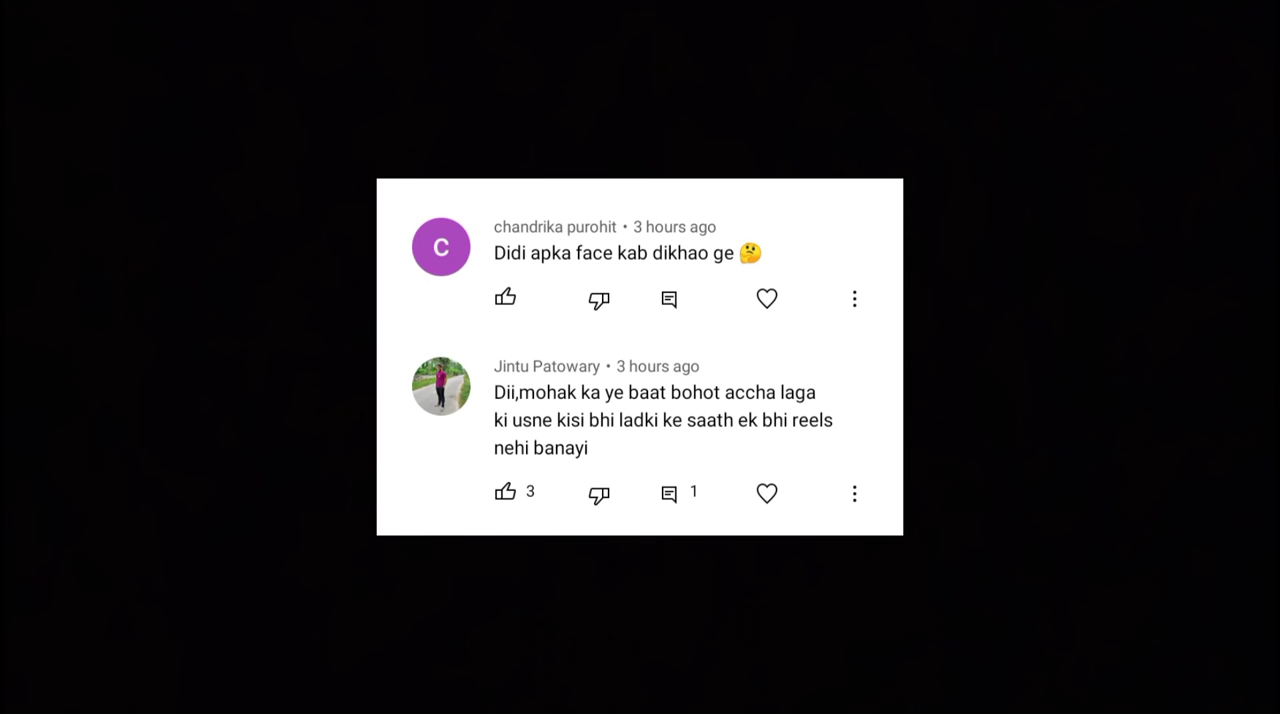 C
chandrika purohit • 3 hours ago
Didi apka face kab dikhao ge 🤔
Jintu Patowary • 3 hours ago
Dii,mohak ka ye baat bohot accha laga
ki usne kisi bhi ladki ke saath ek bhi reels
nehi banayi
3 1